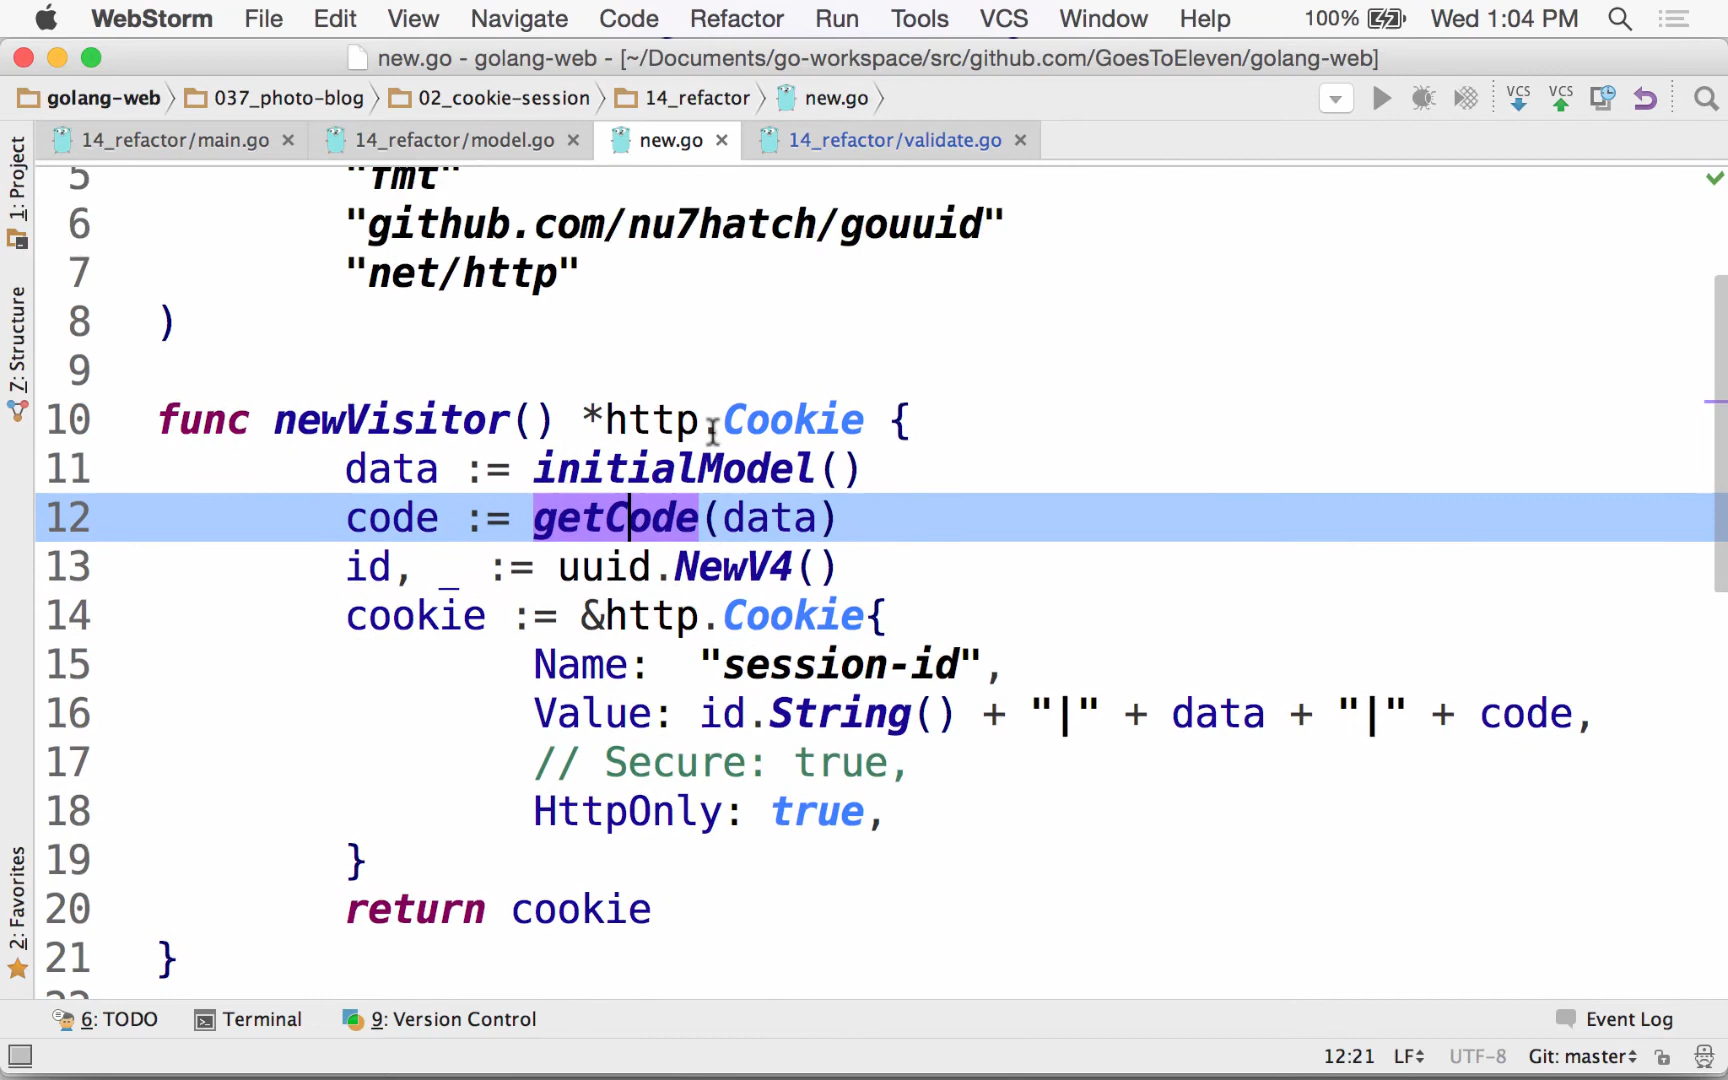 WebStorm File Edit View Navigate Code Refactor Run Tools VCS Window Help 100% Wed 1:04 PM
new.go - golang-web - [~/Documents/go-workspace/src/github.com/GoesToEleven/golang-web]
golang-web 037_photo-blog 02_cookie-session 14_refactor new.go VCS VCS
14_refactor/main.go 14_refactor/model.go new.go 14_refactor/validate.go
1: Project
7: Structure
2: Favorites
5 "fmt"
6 "github.com/nu7hatch/gouuid"
7 "net/http"
8 )
9
10 func newVisitor() *http.Cookie {
11 data := initialModel()
12 code := getCode(data)
13 id, _ := uuid.NewV4()
14 cookie := &http.Cookie{
15 Name: "session-id",
16 Value: id.String() + "|" + data + "|" + code,
17 // Secure: true,
18 HttpOnly: true,
19 }
20 return cookie
21 }
6: TODO Terminal 9: Version Control Event Log
12:21 LF UTF-8 Git: master